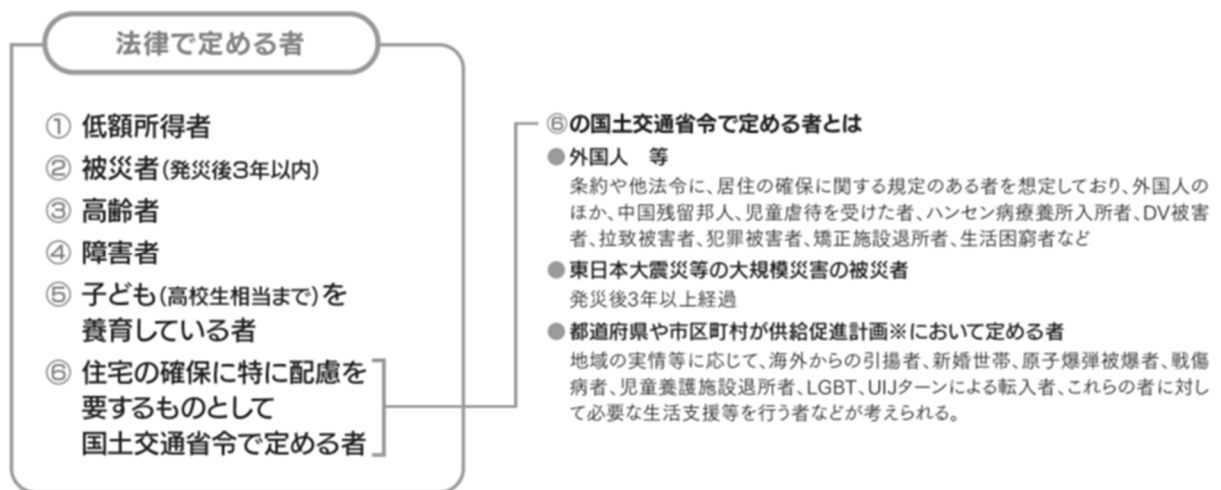 法律で定める者
① 低額所得者
② 被災者(発災後3年以内)
③ 高齢者
④ 障害者
⑤ 子ども(高校生相当まで)を
養育している者
⑥ 住宅の確保に特に配慮を
要するものとして
国土交通省令で定める者
⑥の国土交通省令で定める者とは
●外国人　等
条約や他法令に、居住の確保に関する規定のある者を想定しており、外国人の
ほか、中国残留邦人、児童虐待を受けた者、ハンセン病療養所入所者、DV被害
者、拉致被害者、犯罪被害者、矯正施設退所者、生活困窮者など
●東日本大震災等の大規模災害の被災者
発災後3年以上経過
●都道府県や市区町村が供給促進計画※において定める者
地域の実情等に応じて、海外からの引揚者、新婚世帯、原子爆弾被爆者、戦傷
病者、児童養護施設退所者、LGBT、UIJターンによる転入者、これらの者に対し
て必要な生活支援等を行う者などが考えられる。